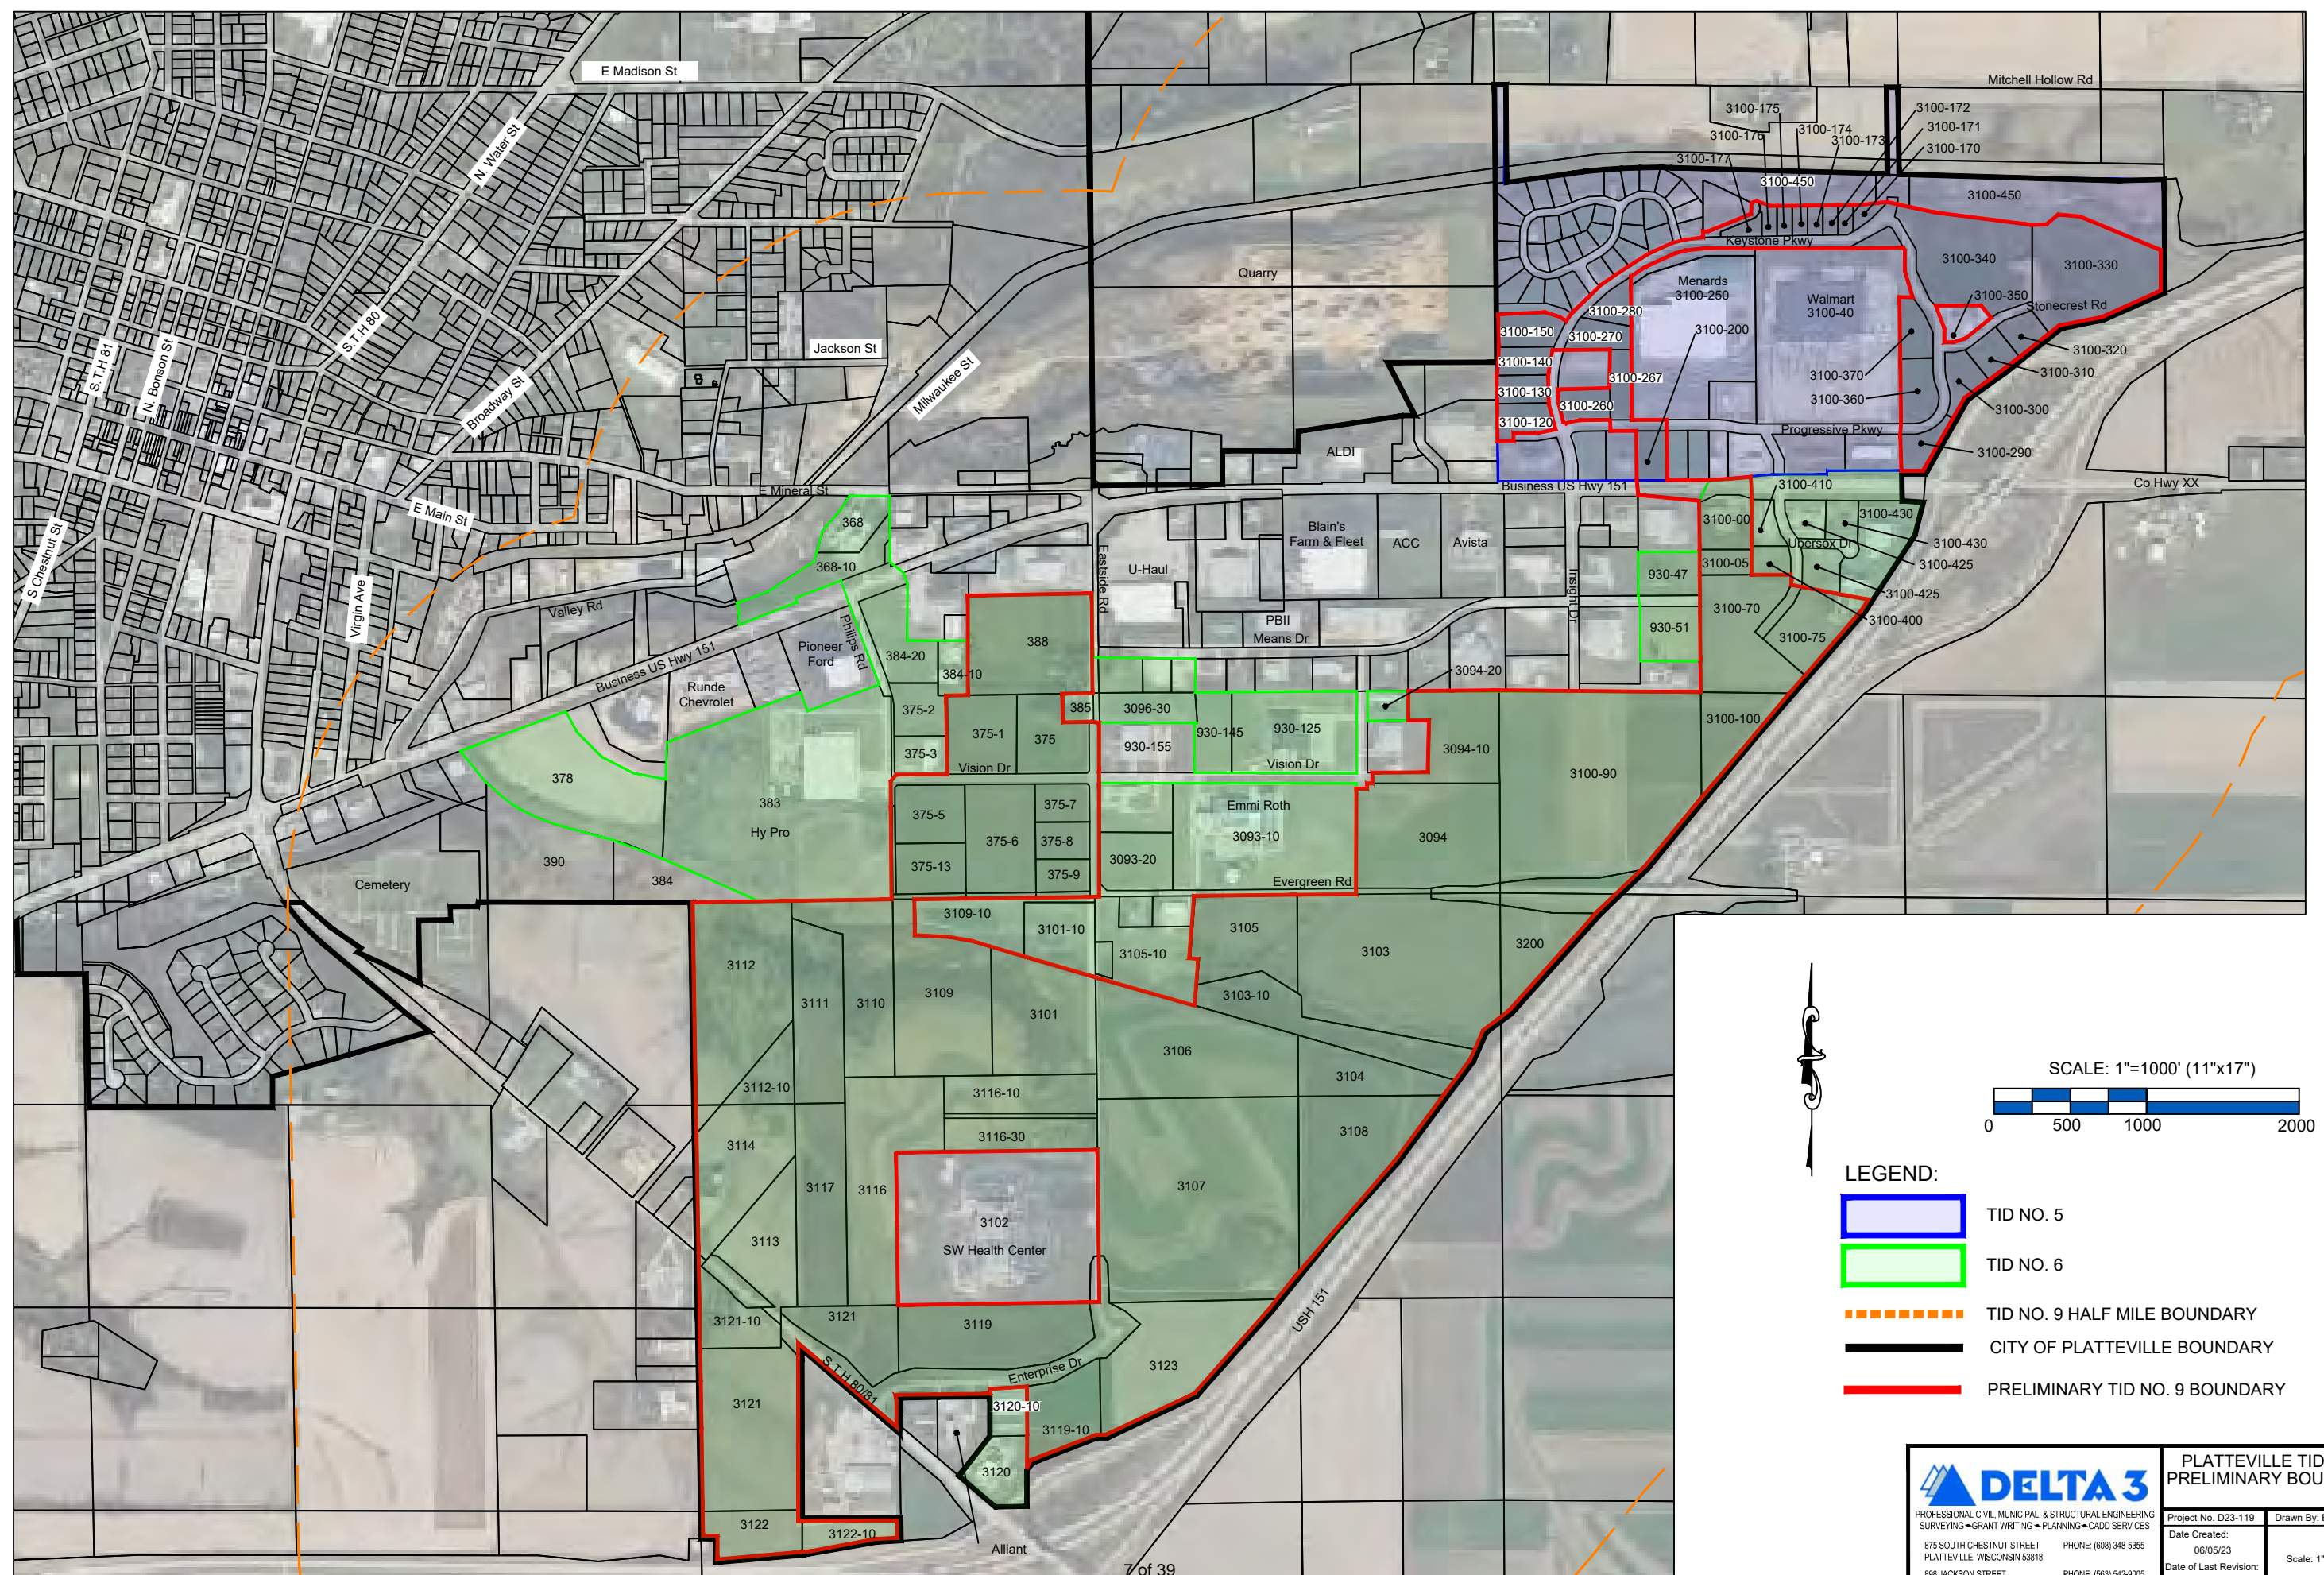 E Madison St
Mitchell Hollow Rd
N. Water St
3100-175
3100-172
3100-176
3100-174
3100-171
3100-173
3100-170
3100-177
3100-450
3100-450
Keystone Pkwy
Quarry
3100-340
3100-330
Menards
3100-250
Walmart
3100-40
3100-350
Stonecrest Rd
3100-280
3100-150
3100-270
3100-200
S.T.H 80
S.T.H 81
N. Bonson St
Jackson St
Milwaukee St
Broadway St
3100-140
3100-267
3100-370
3100-320
3100-310
3100-130
3100-360
3100-260
3100-300
3100-120
Progressive Pkwy
ALDI
3100-290
E Mineral St
Business US Hwy 151
3100-410
Co Hwy XX
E Main St
368
Blain's
Farm & Fleet
ACC
Avista
3100-00
3100-430
Ubersox Dr
3100-430
S Chestnut St
368-10
Eastside Rd
U-Haul
Insight Dr
930-47
3100-05
3100-425
3100-425
Virgin Ave
Valley Rd
Philips Rd
PBII
Means Dr
930-51
3100-70
3100-400
3100-75
Pioneer
Ford
384-20
388
384-10
3094-20
Business US Hwy 151
Runde
Chevrolet
375-2
385
3096-30
375-1
375
930-145
930-125
3100-100
375-3
930-155
3094-10
Vision Dr
Vision Dr
3100-90
378
383
Hy Pro
375-5
375-7
Emmi Roth
375-6
375-8
3093-10
3094
390
375-13
3093-20
384
375-9
Evergreen Rd
Cemetery
3109-10
3101-10
3105
3112
3105-10
3103
3200
3111
3110
3109
3101
3103-10
3106
3104
3112-10
3116-10
3114
3116-30
3108
3117
3116
3107
3102
SW Health Center
3113
3121-10
3121
3119
USH 151
3123
S.T.H 80/81
Enterprise Dr
3121
3120-10
3119-10
3120
3122
3122-10
Alliant
7 of 39
SCALE: 1"=1000' (11"x17")
0 500 1000 2000
LEGEND:
TID NO. 5
TID NO. 6
TID NO. 9 HALF MILE BOUNDARY
CITY OF PLATTEVILLE BOUNDARY
PRELIMINARY TID NO. 9 BOUNDARY
DELTA 3
PROFESSIONAL CIVIL, MUNICIPAL, & STRUCTURAL ENGINEERING
SURVEYING GRANT WRITING PLANNING CADD SERVICES
875 SOUTH CHESTNUT STREET PHONE: (608) 348-5355
PLATTEVILLE, WISCONSIN 53818
898 JACKSON STREET PHONE: (563) 542-9005
PLATTEVILLE TID
PRELIMINARY BOU
Project No. D23-119
Drawn By:
Date Created:
06/05/23
Scale: 1"
Date of Last Revision: